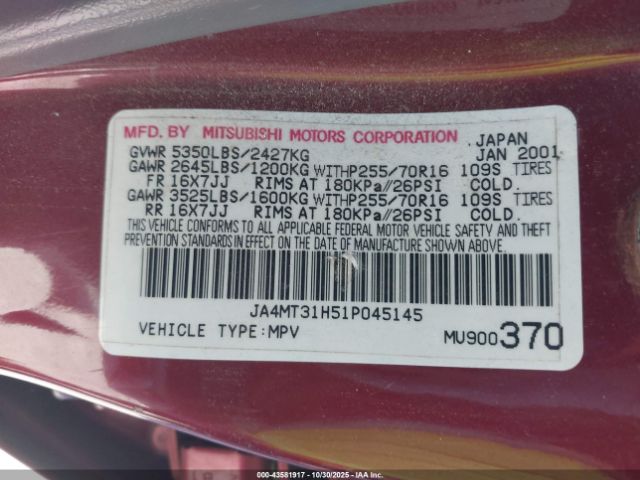 MFD. BY MITSUBISHI MOTORS CORPORATION JAPAN
GVWR 5350LBS/2427KG JAN 2001
GAWR 2645LBS/1200KG WITHP255/70R16 109S TIRES
FR 16X7JJ RIMS AT 180KPa//26PSI COLD.
GAWR 3525LBS/1600KG WITHP255/70R16 109S TIRES
RR 16X7JJ RIMS AT 180KPa//26PSI COLD.
THIS VEHICLE CONFORMS TO ALL APPLICABLE FEDERAL MOTOR VEHICLE SAFETY AND THEFT
PREVENTION STANDARDS IN EFFECT ON THE DATE OF MANUFACTURE SHOWN ABOVE.
JA4MT31H51P045145
VEHICLE TYPE:MPV MU900370
© - 43581917 - 10/30/2025 - IAAI.com